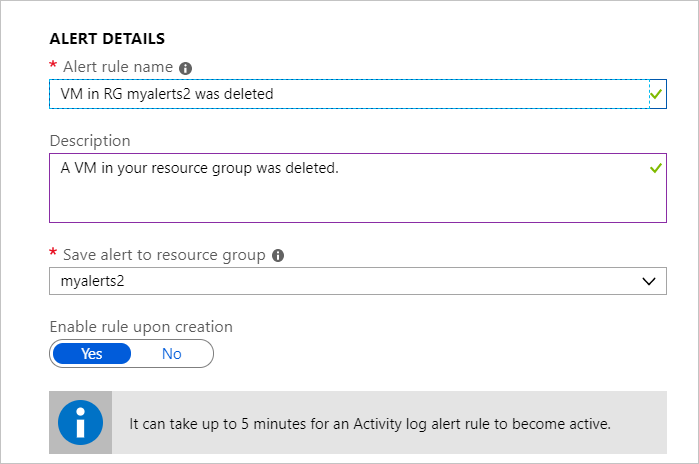 ALERT DETAILS
* Alert rule name
VM in RG myalerts2 was deleted
Description
A VM in your resource group was deleted.
* Save alert to resource group
myalerts2
Enable rule upon creation
Yes No
It can take up to 5 minutes for an Activity log alert rule to become active.